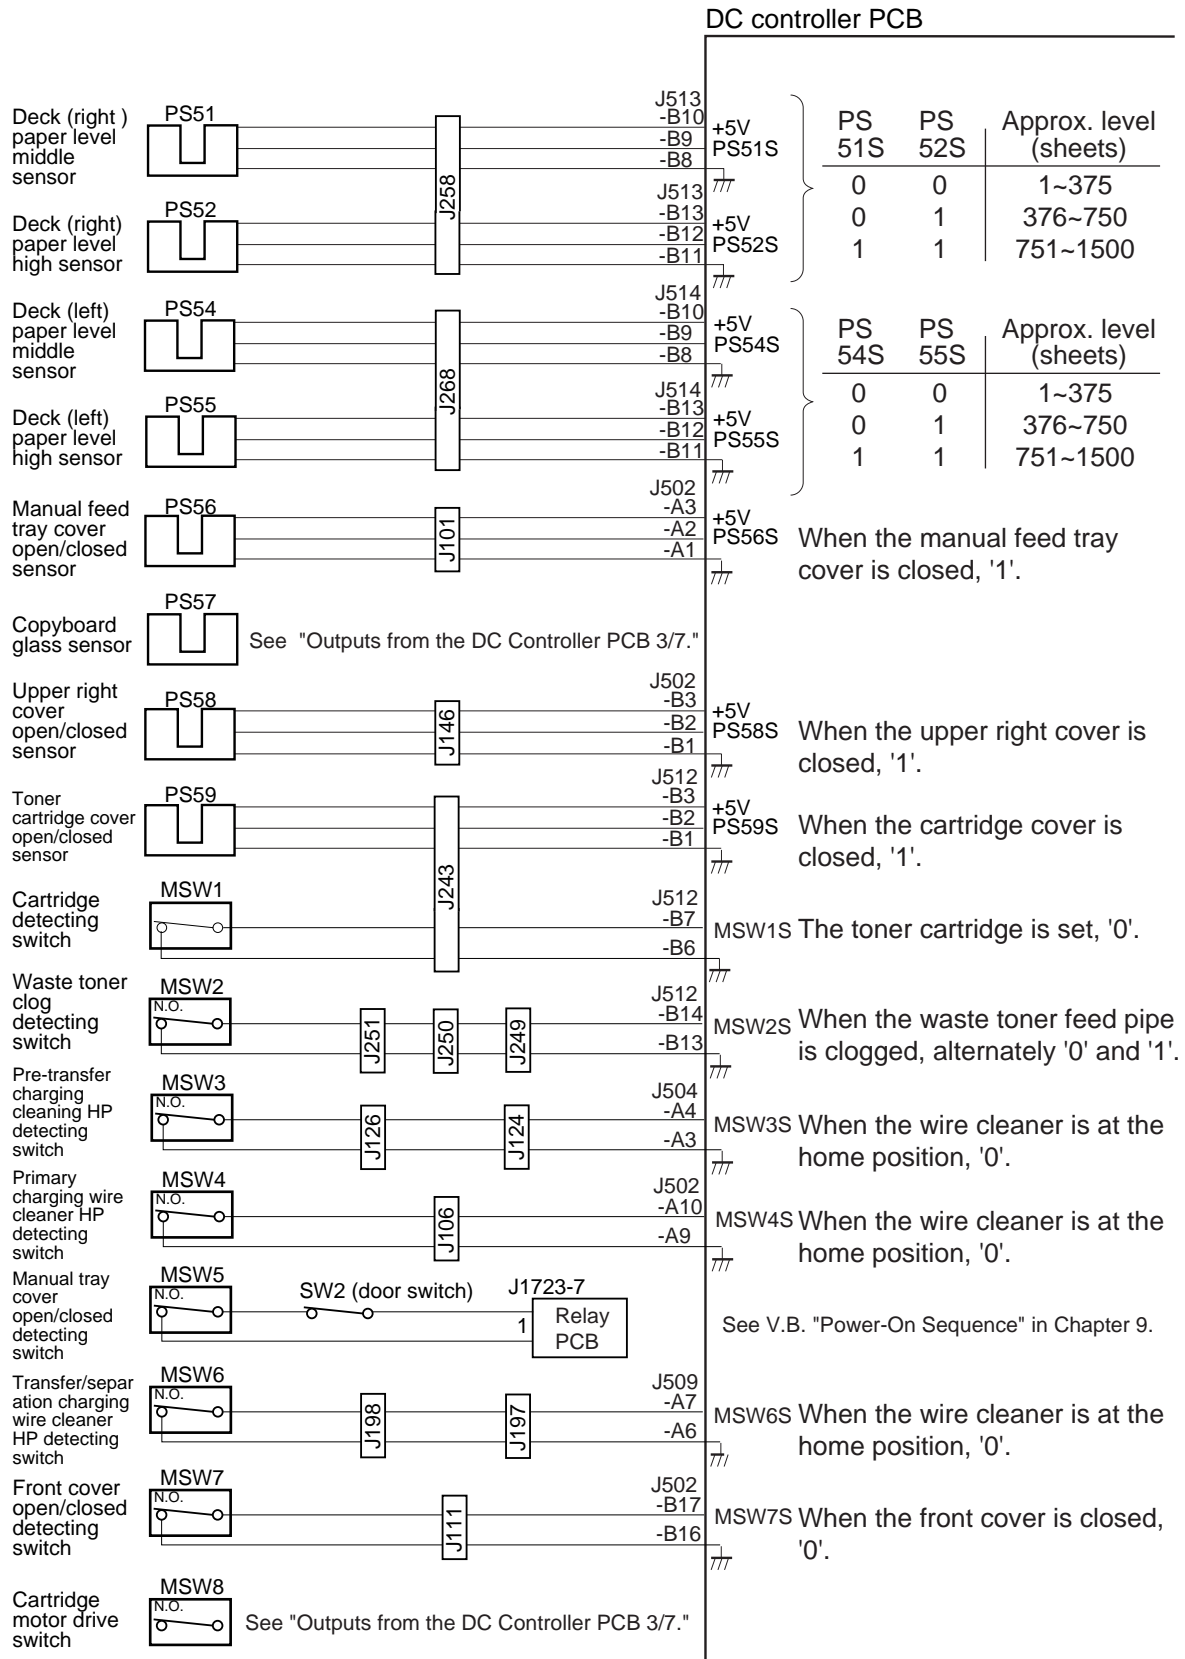 DC controller PCB
Deck (right )
paper level
middle
sensor
PS51
J258
J513
-B10
-B9
-B8
+5V
PS51S
Deck (right)
paper level
high sensor
PS52
J513
-B13
-B12
-B11
+5V
PS52S
PS 51S PS 52S Approx. level (sheets)
0 0 1~375
0 1 376~750
1 1 751~1500
Deck (left)
paper level
middle
sensor
PS54
J268
J514
-B10
-B9
-B8
+5V
PS54S
Deck (left)
paper level
high sensor
PS55
J514
-B13
-B12
-B11
+5V
PS55S
PS 54S PS 55S Approx. level (sheets)
0 0 1~375
0 1 376~750
1 1 751~1500
Manual feed
tray cover
open/closed
sensor
PS56
J101
J502
-A3
-A2
-A1
+5V
PS56S
When the manual feed tray
cover is closed, '1'.
Copyboard
glass sensor
PS57
See "Outputs from the DC Controller PCB 3/7."
Upper right
cover
open/closed
sensor
PS58
J146
J502
-B3
-B2
-B1
+5V
PS58S
When the upper right cover is
closed, '1'.
Toner
cartridge cover
open/closed
sensor
PS59
J243
J512
-B3
-B2
-B1
+5V
PS59S
When the cartridge cover is
closed, '1'.
Cartridge
detecting
switch
MSW1
J512
-B7
-B6
MSW1S The toner cartridge is set, '0'.
Waste toner
clog
detecting
switch
MSW2
N.O.
J251
J250
J249
J512
-B14
-B13
MSW2S When the waste toner feed pipe
is clogged, alternately '0' and '1'.
Pre-transfer
charging
cleaning HP
detecting
switch
MSW3
N.O.
J126
J124
J504
-A4
-A3
MSW3S When the wire cleaner is at the
home position, '0'.
Primary
charging wire
cleaner HP
detecting
switch
MSW4
N.O.
J106
J502
-A10
-A9
MSW4S When the wire cleaner is at the
home position, '0'.
Manual tray
cover
open/closed
detecting
switch
MSW5
N.O.
SW2 (door switch)
J1723-7
1
Relay
PCB
See V.B. "Power-On Sequence" in Chapter 9.
Transfer/separ
ation charging
wire cleaner
HP detecting
switch
MSW6
N.O.
J198
J197
J509
-A7
-A6
MSW6S When the wire cleaner is at the
home position, '0'.
Front cover
open/closed
detecting
switch
MSW7
N.O.
J111
J502
-B17
-B16
MSW7S When the front cover is closed,
'0'.
Cartridge
motor drive
switch
MSW8
N.O.
See "Outputs from the DC Controller PCB 3/7."